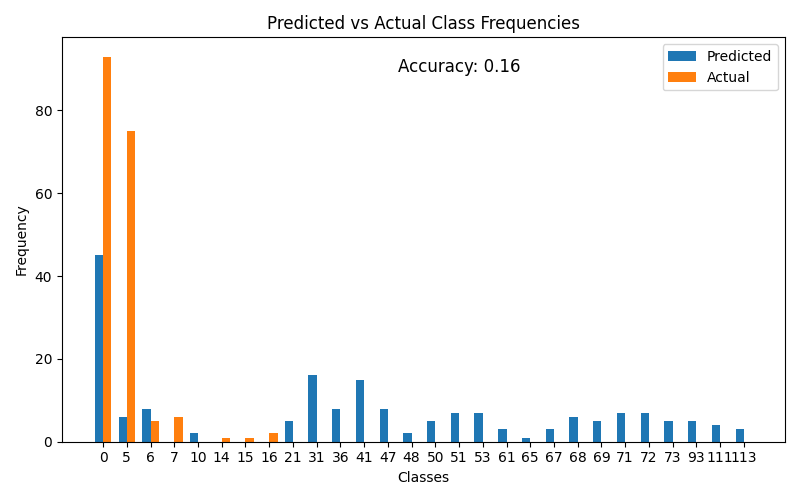 Predicted vs Actual Class Frequencies
Accuracy: 0.16
Predicted
Actual
Frequency
80
60
40
20
0
0 5 6 7 10 14 15 16 21 31 36 41 47 48 50 51 53 61 65 67 68 69 71 72 73 93 111 113
Classes